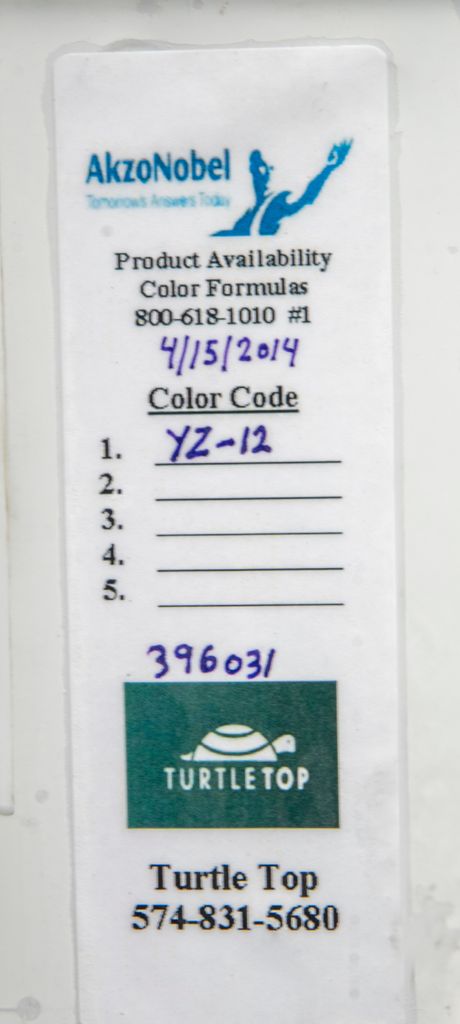 AkzoNobel
Tomorrow's Answers Today
Product Availability
Color Formulas
800-618-1010 #1
4/15/2014
Color Code
1. YZ-12
2.
3.
4.
5.
396031
TURTLETOP
Turtle Top
574-831-5680